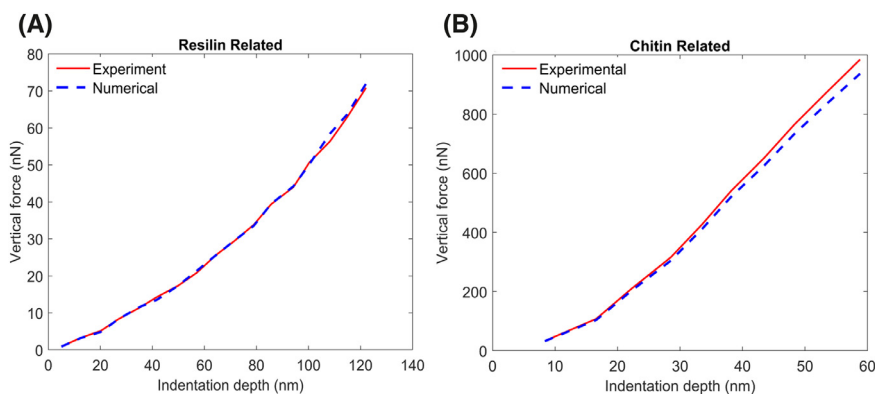 (A)
Resilin Related
Experiment
Numerical
80
70
60
50
40
30
20
10
0
Vertical force (nN)
0 20 40 60 80 100 120 140
Indentation depth (nm)
(B)
Chitin Related
Experimental
Numerical
1000
800
600
400
200
0
Vertical force (nN)
0 10 20 30 40 50 60
Indentation depth (nm)